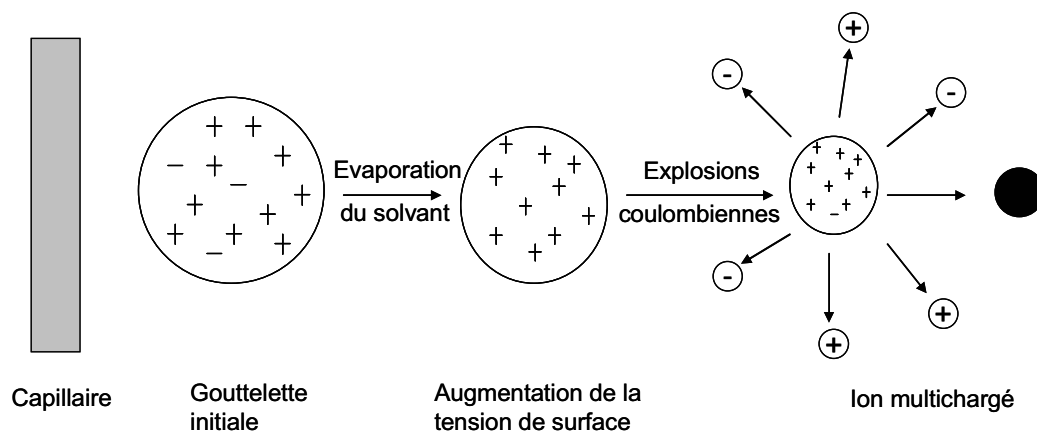 Evaporation
du solvant
Explosions
coulombiennes
Capillaire
Gouttelette
initiale
Augmentation de la
tension de surface
Ion multichargé